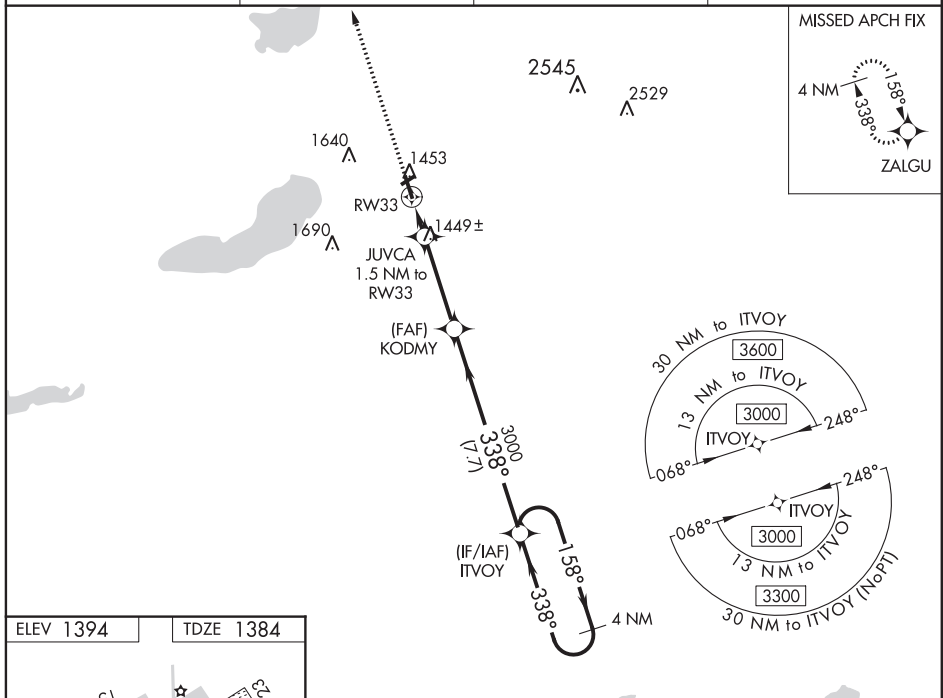 MISSED APCH FIX
4 NM
158°
338°
ZALGU
2545
2529
1640
1453
RW33
1690
1449±
JUVCA
1.5 NM to
RW33
(FAF)
KODMY
3000
338°
(7.7)
(IF/IAF)
ITVOY
158°
338°
4 NM
30 NM to ITVOY
3600
13 NM to ITVOY
3000
ITVOY
248°
068°
248°
068°
ITVOY
3000
13 NM to ITVOY
3300
30 NM to ITVOY (NoPT)
ELEV 1394
TDZE 1384
23